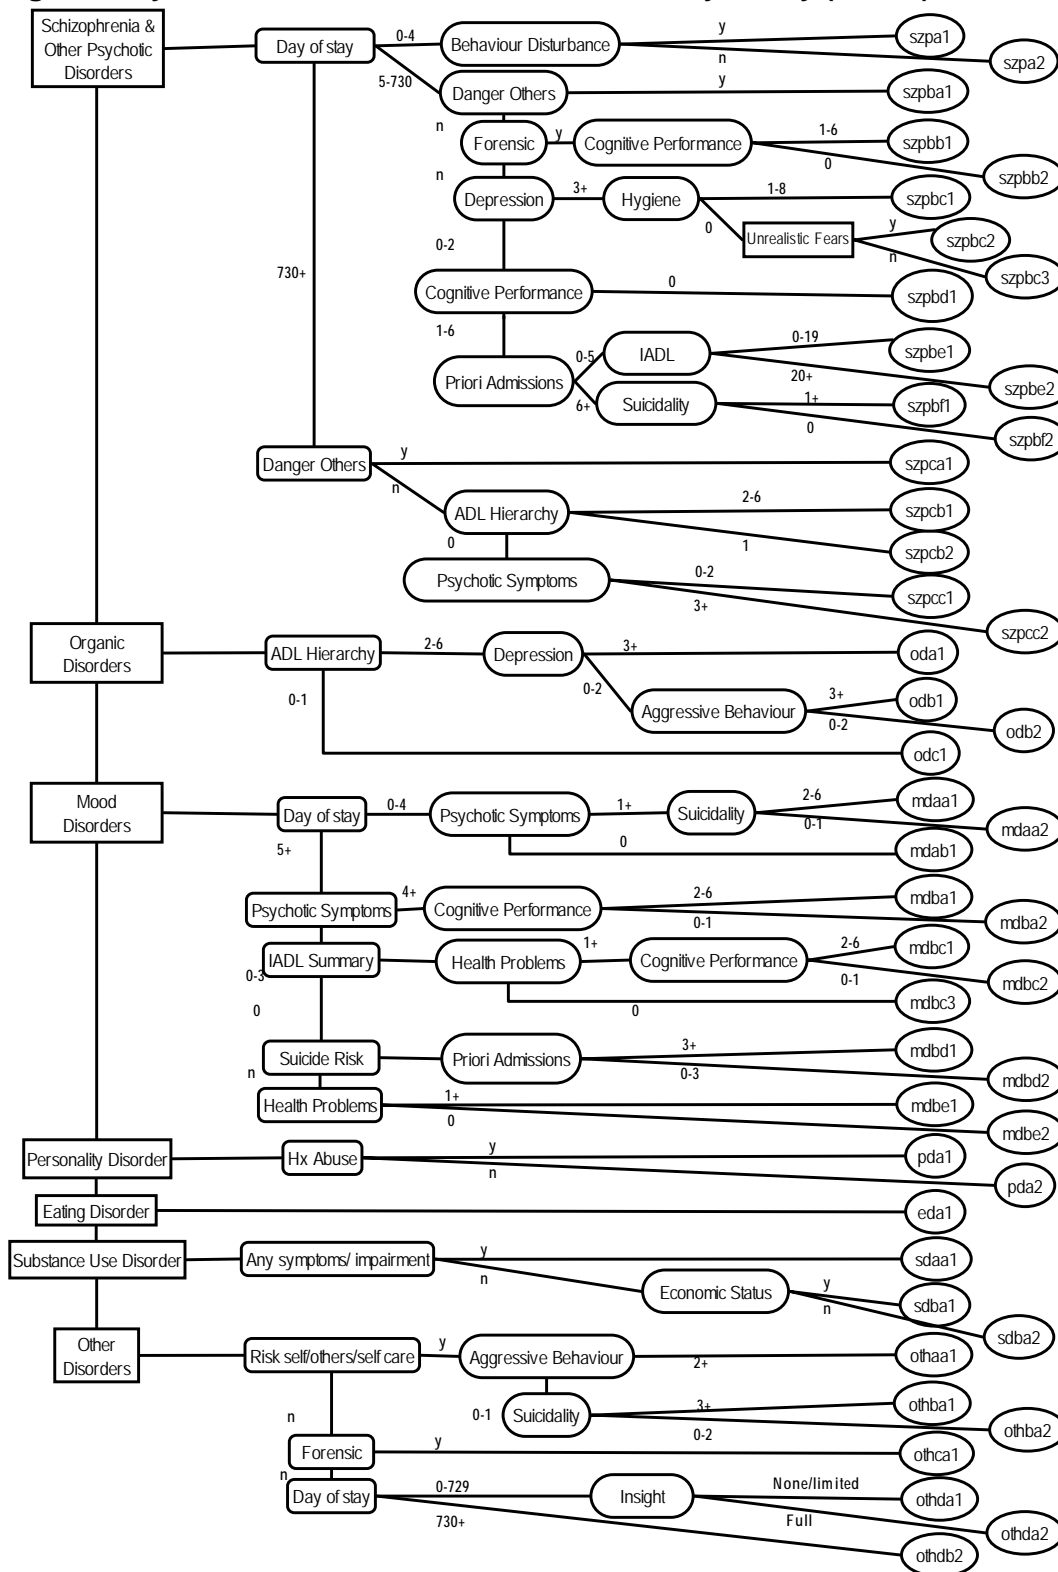 Schizophrenia &
Other Psychotic
Disorders
Day of stay
0-4
Behaviour Disturbance
y
szpa1
n
szpa2
5-730
Danger Others
y
szpba1
n
Forensic
y
Cognitive Performance
1-6
szpbb1
0
szpbb2
n
Depression
3+
Hygiene
1-8
szpbc1
0
Unrealistic Fears
y
szpbc2
n
szpbc3
0-2
730+
Cognitive Performance
0
szpbd1
1-6
Priori Admissions
0-5
IADL
0-19
szpbe1
20+
szpbe2
6+
Suicidality
1+
szpbf1
0
szpbf2
Danger Others
y
szpca1
n
ADL Hierarchy
2-6
szpcb1
0
1
szpcb2
Psychotic Symptoms
0-2
szpcc1
3+
szpcc2
Organic
Disorders
ADL Hierarchy
2-6
Depression
3+
oda1
0-1
0-2
Aggressive Behaviour
3+
odb1
0-2
odb2
odc1
Mood
Disorders
Day of stay
0-4
Psychotic Symptoms
1+
Suicidality
2-6
mdaa1
0-1
mdaa2
5+
0
mdab1
Psychotic Symptoms
4+
Cognitive Performance
2-6
mdba1
0-1
mdba2
0-3
IADL Summary
Health Problems
1+
Cognitive Performance
2-6
mdbc1
0-1
mdbc2
0
0
mdbc3
Suicide Risk
Priori Admissions
3+
mdbd1
0-3
mdbd2
n
Health Problems
1+
mdbe1
0
mdbe2
Personality Disorder
Hx Abuse
y
pda1
n
pda2
Eating Disorder
eda1
Substance Use Disorder
Any symptoms/ impairment
y
sdaa1
n
Economic Status
y
sdba1
n
sdba2
Other
Disorders
Risk self/others/self care
y
Aggressive Behaviour
2+
othaa1
0-1
Suicidality
3+
othba1
0-2
othba2
n
Forensic
y
othca1
n
Day of stay
0-729
Insight
None/limited
othda1
Full
othda2
730+
othdb2